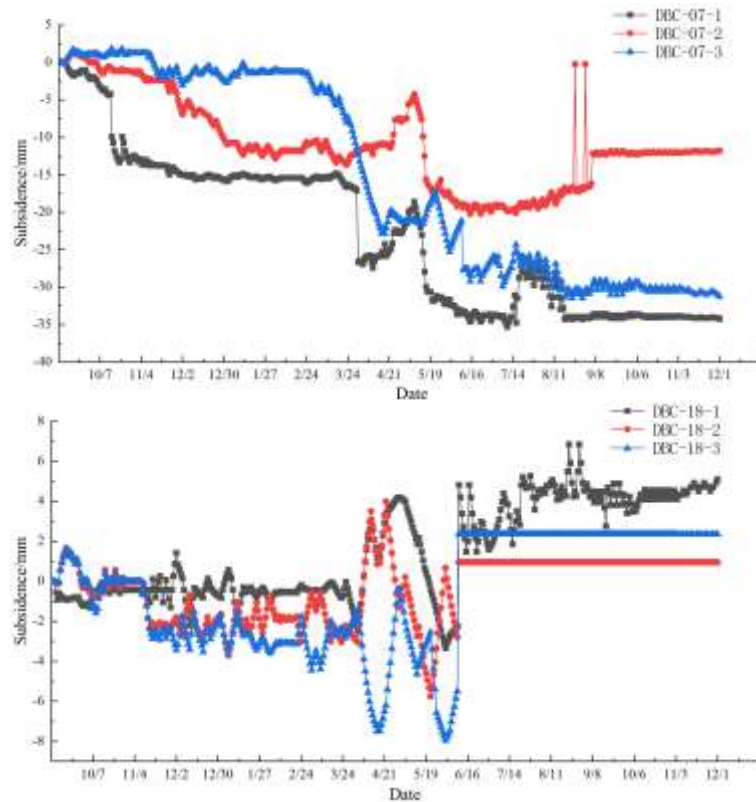 DBC-07-1
DBC-07-2
DBC-07-3
Subsidence/mm
5
0
-5
-10
-15
-20
-25
-30
-35
-40
10/7 11/4 12/2 12/30 1/27 2/24 3/24 4/21 5/19 6/16 7/14 8/11 9/8 10/6 11/3 12/1
Date
DBC-18-1
DBC-18-2
DBC-18-3
Subsidence/mm
8
6
4
2
0
-2
-4
-6
-8
10/7 11/4 12/2 12/30 1/27 2/24 3/24 4/21 5/19 6/16 7/14 8/11 9/8 10/6 11/3 12/1
Date